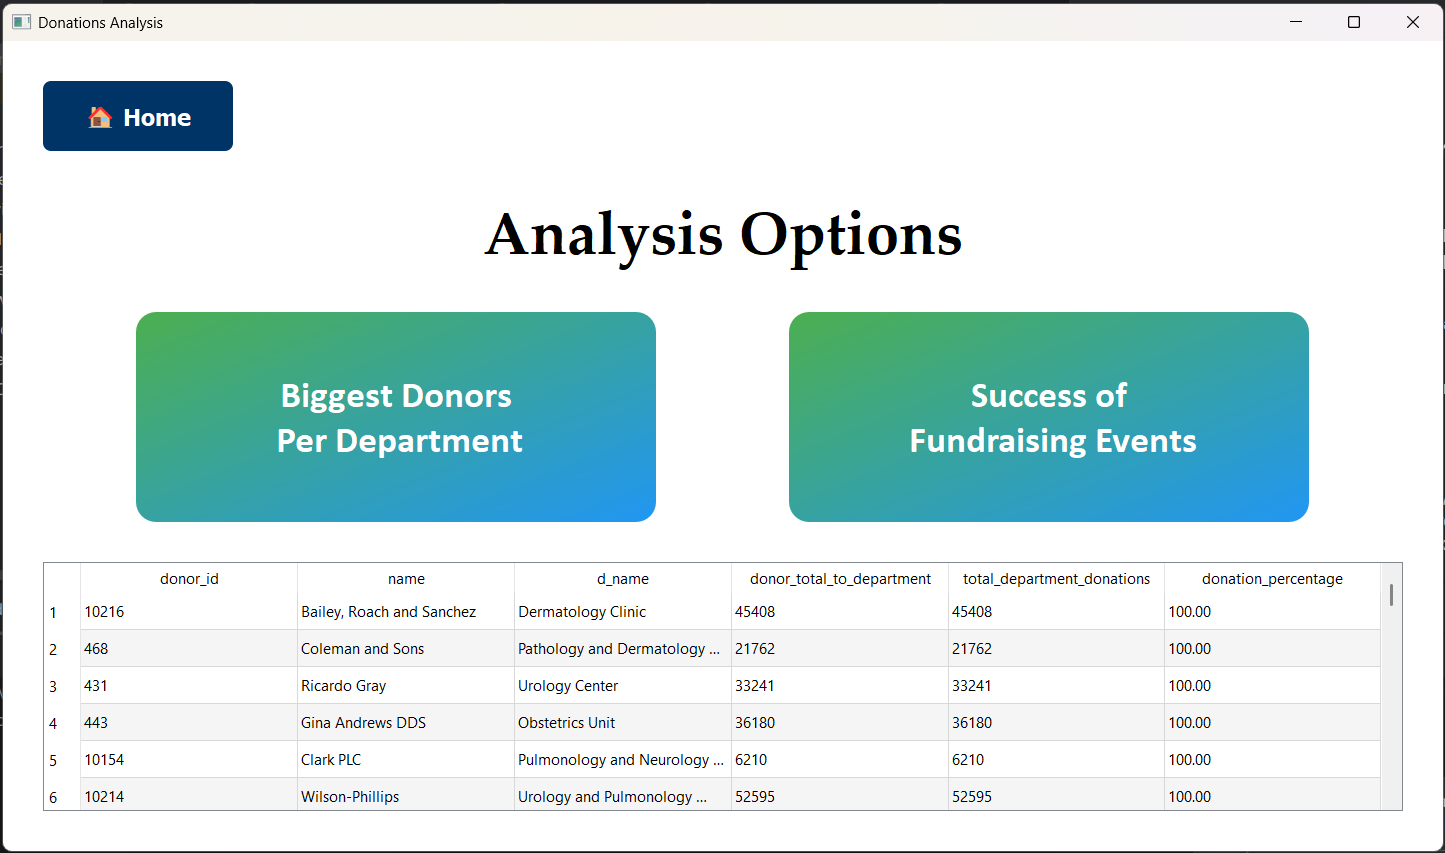 Donations Analysis
Home
Analysis Options
Biggest Donors
Per Department
Success of
Fundraising Events
donor_id name d_name donor_total_to_department total_department_donations donation_percentage
1 10216 Bailey, Roach and Sanchez Dermatology Clinic 45408 45408 100.00
2 468 Coleman and Sons Pathology and Dermatology ... 21762 21762 100.00
3 431 Ricardo Gray Urology Center 33241 33241 100.00
4 443 Gina Andrews DDS Obstetrics Unit 36180 36180 100.00
5 10154 Clark PLC Pulmonology and Neurology ... 6210 6210 100.00
6 10214 Wilson-Phillips Urology and Pulmonology ... 52595 52595 100.00